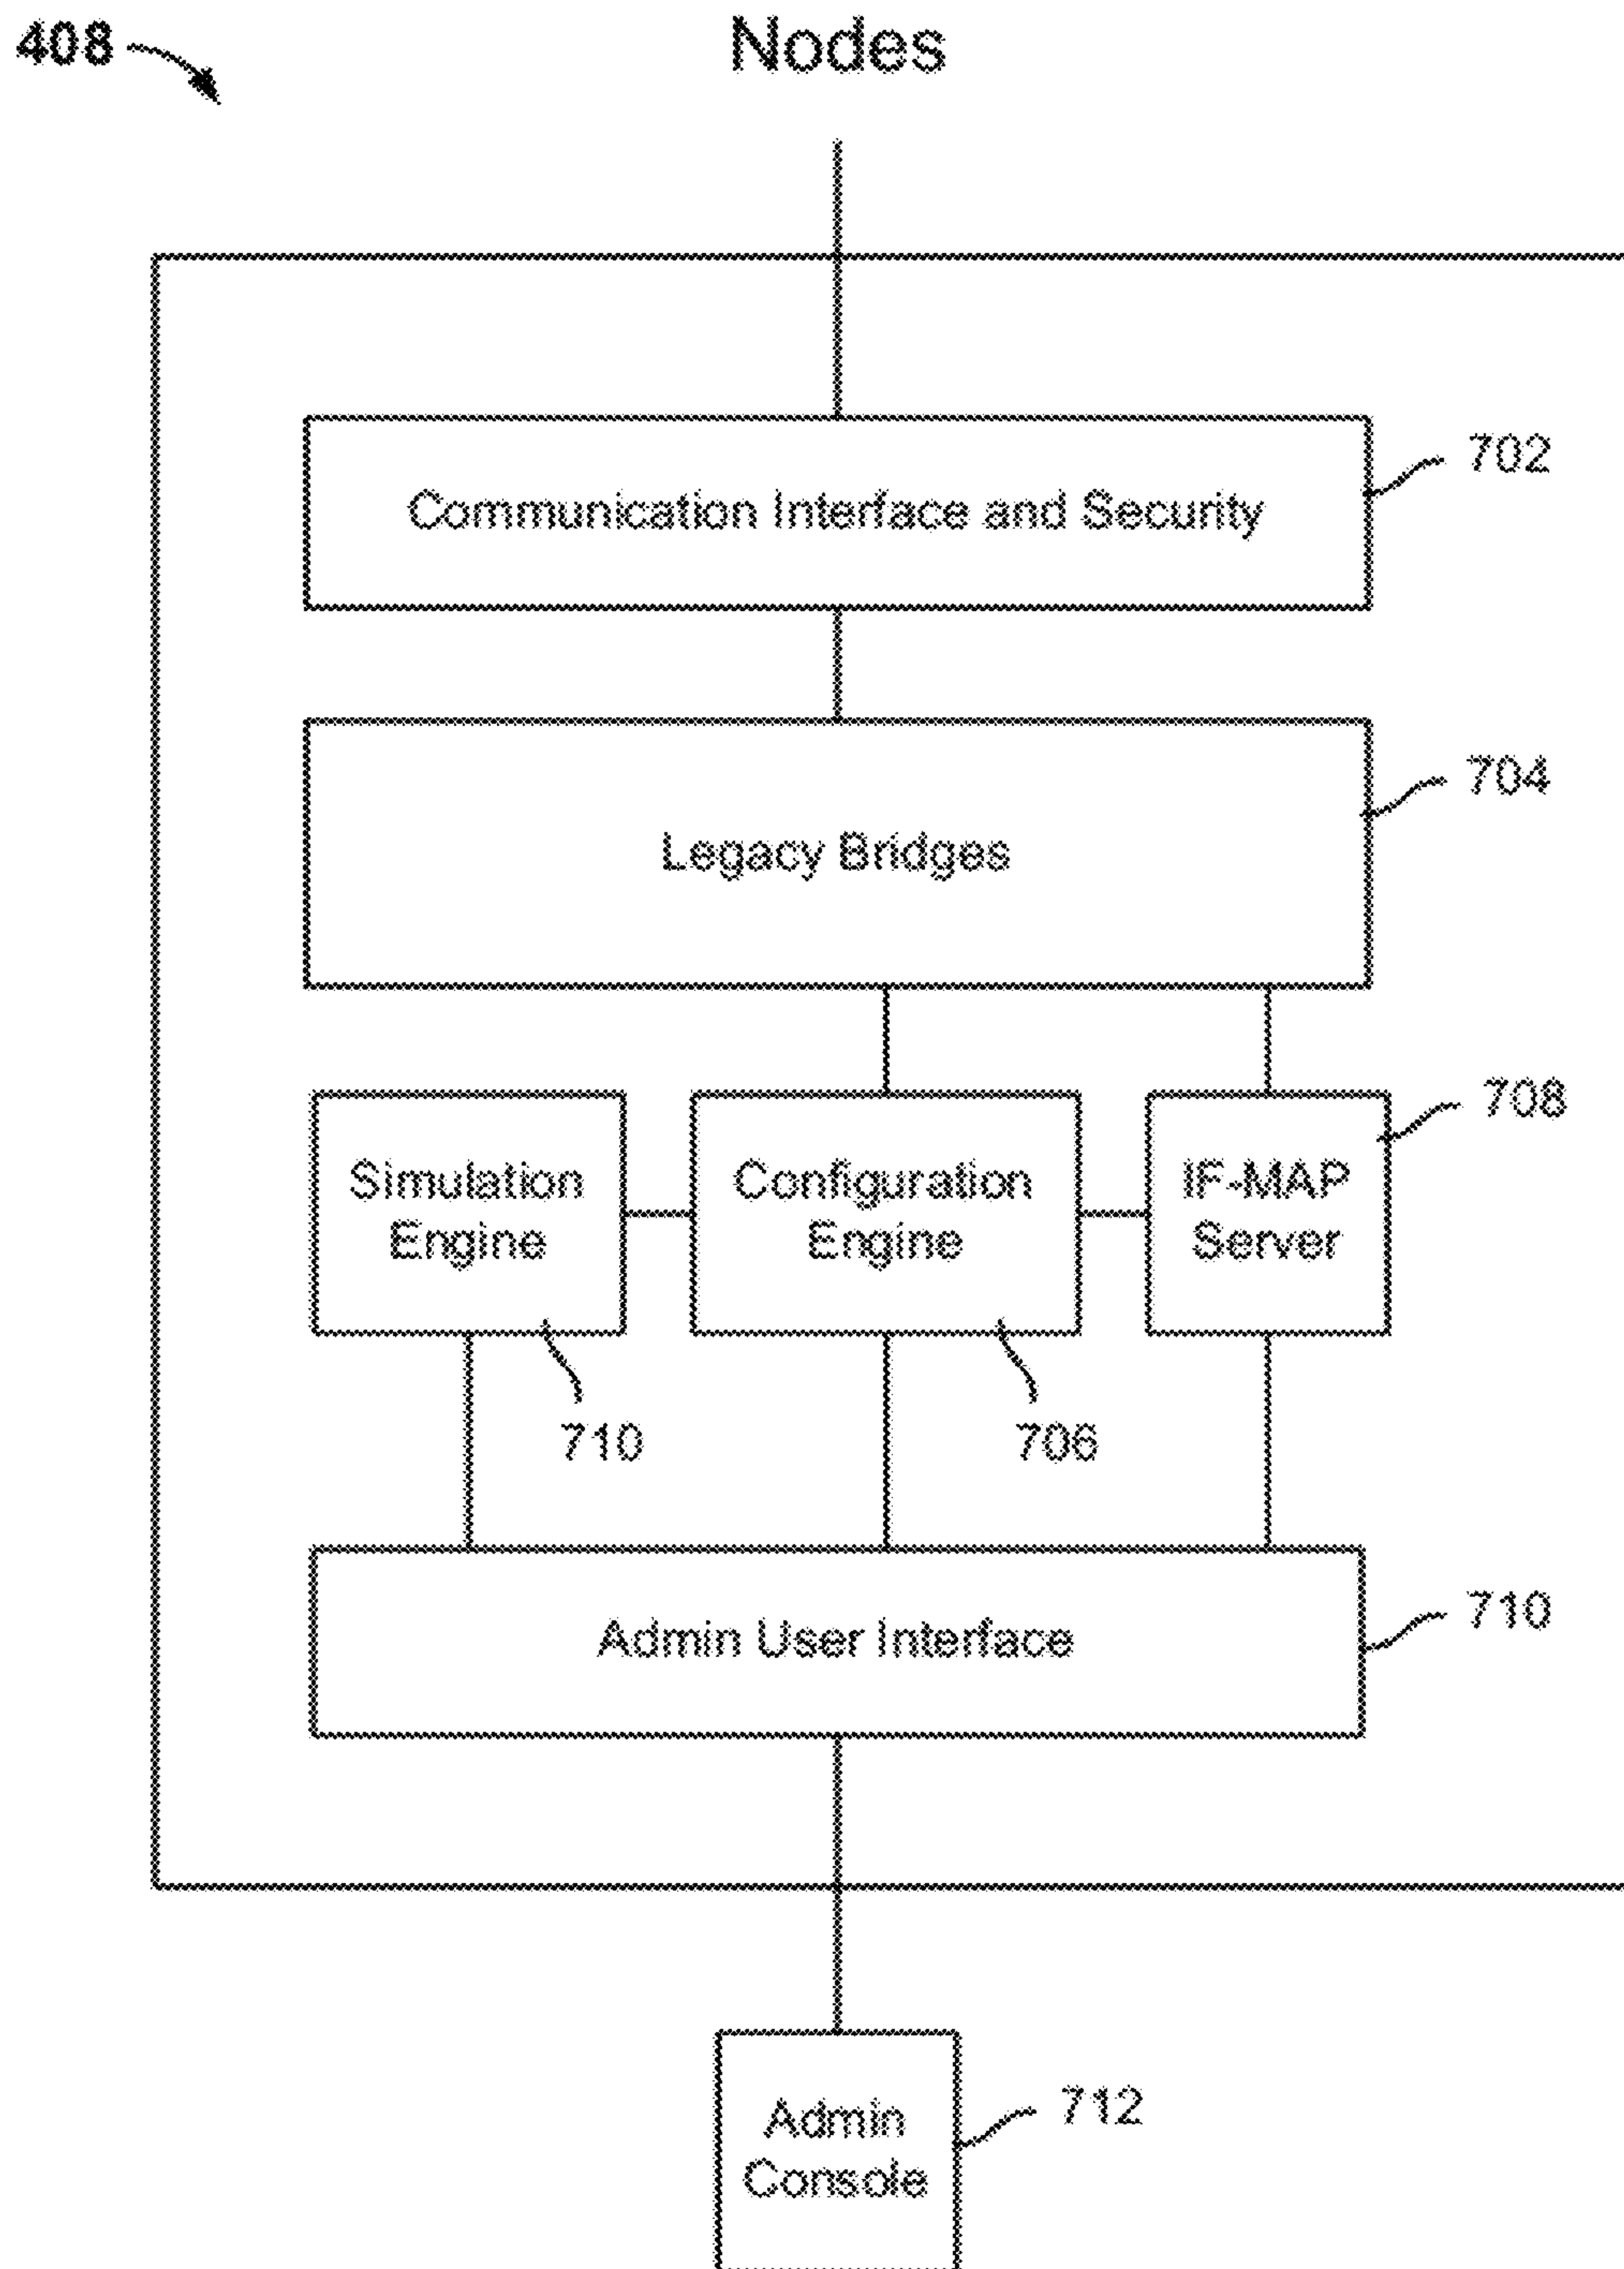 408
Nodes
702
Communication Interface and Security
704
Legacy Bridges
708
Simulation
Engine
Configuration
Engine
IF-MAP
Server
710
706
710
Admin User Interface
712
Admin
Console